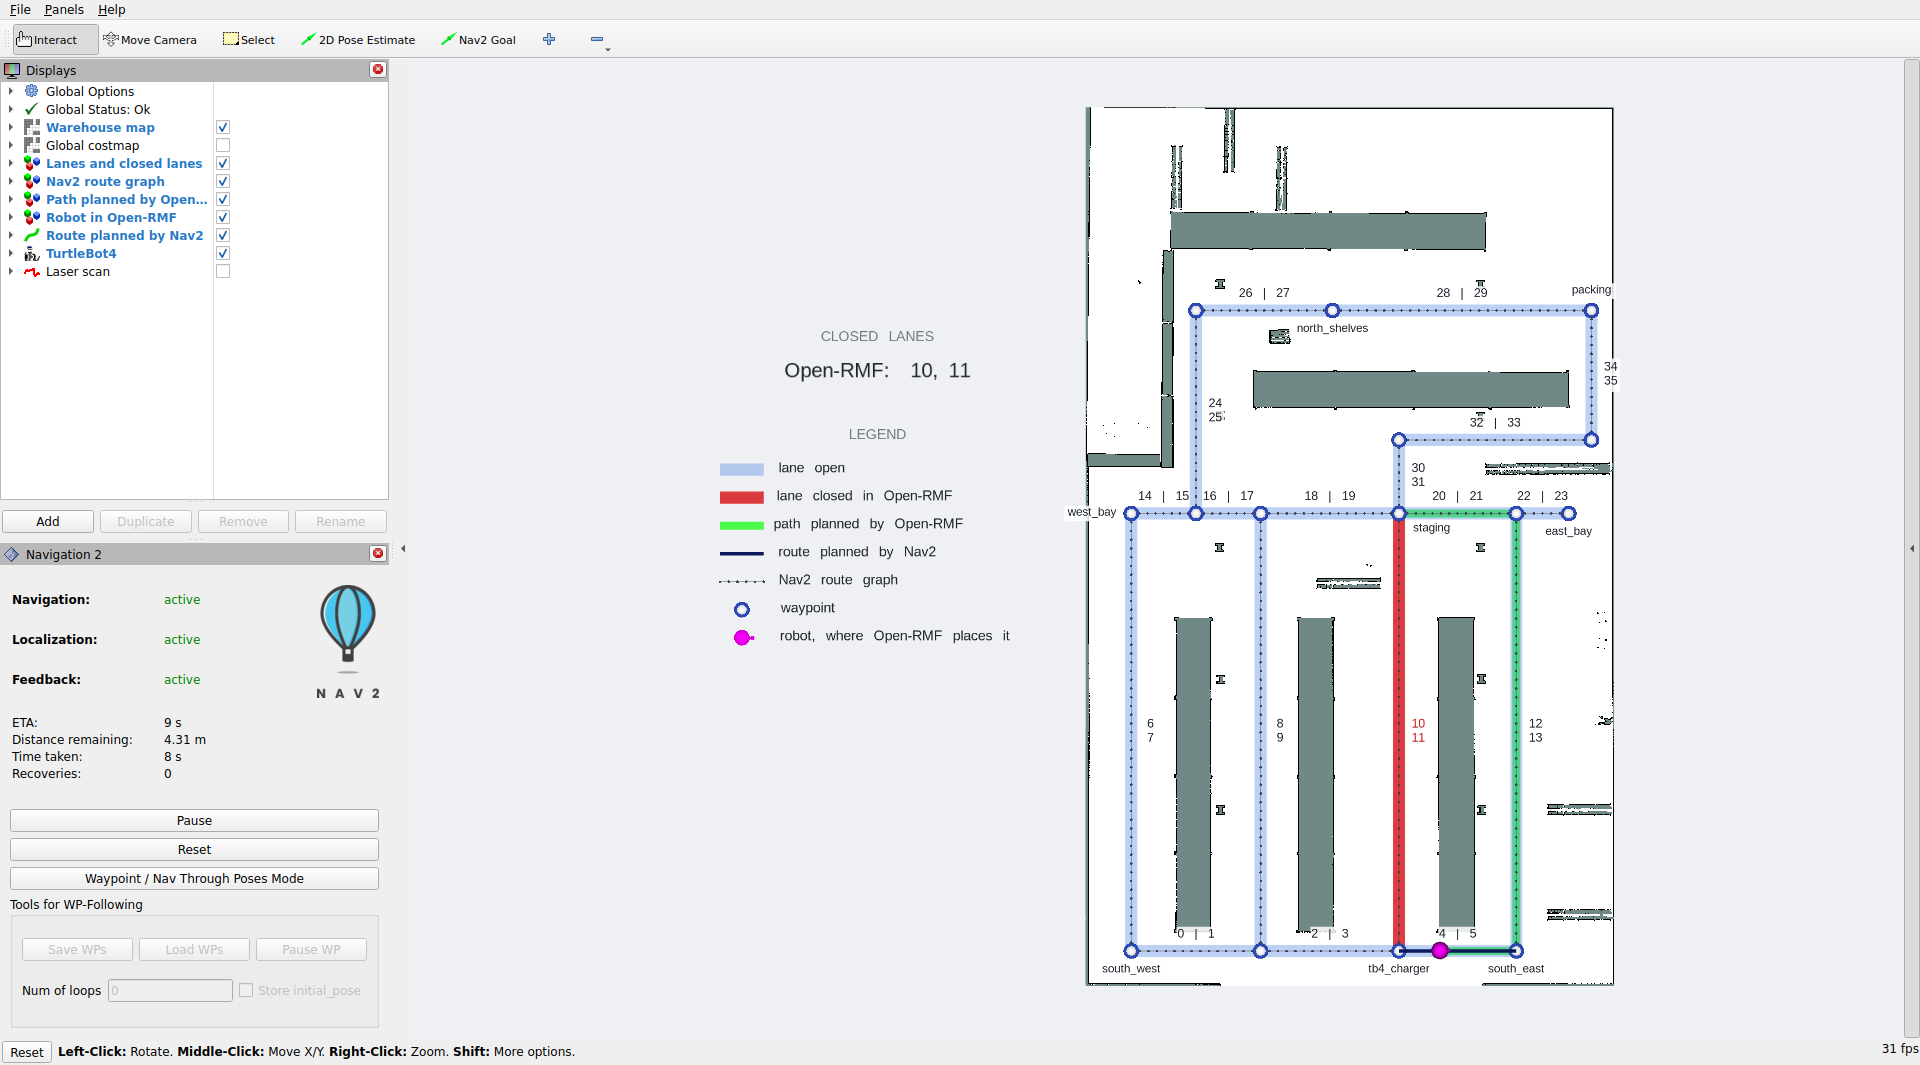 File Panels Help
Interact Move Camera Select 2D Pose Estimate Nav2 Goal
Displays
Global Options
Global Status: Ok
Warehouse map
Global costmap
Lanes and closed lanes
Nav2 route graph
Path planned by Open...
Robot in Open-RMF
Route planned by Nav2
TurtleBot4
Laser scan
Add Duplicate Remove Rename
Navigation 2
Navigation: active
Localization: active
Feedback: active
NAV2
ETA: 9 s
Distance remaining: 4.31 m
Time taken: 8 s
Recoveries: 0
Pause
Reset
Waypoint / Nav Through Poses Mode
Tools for WP-Following
Save WPs Load WPs Pause WP
Num of loops 0 Store initial_pose
CLOSED LANES
Open-RMF: 10, 11
LEGEND
lane open
lane closed in Open-RMF
path planned by Open-RMF
route planned by Nav2
Nav2 route graph
waypoint
robot, where Open-RMF places it
26 | 27 28 | 29 packing
north_shelves
34
35
24
25
32 | 33
30
31
14 | 15 16 | 17 18 | 19 20 | 21 22 | 23
west_bay
staging east_bay
6 8 10 12
7 9 11 13
0 | 1 2 | 3 4 | 5
south_west tb4_charger south_east
Reset Left-Click: Rotate. Middle-Click: Move X/Y. Right-Click: Zoom. Shift: More options. 31 fps